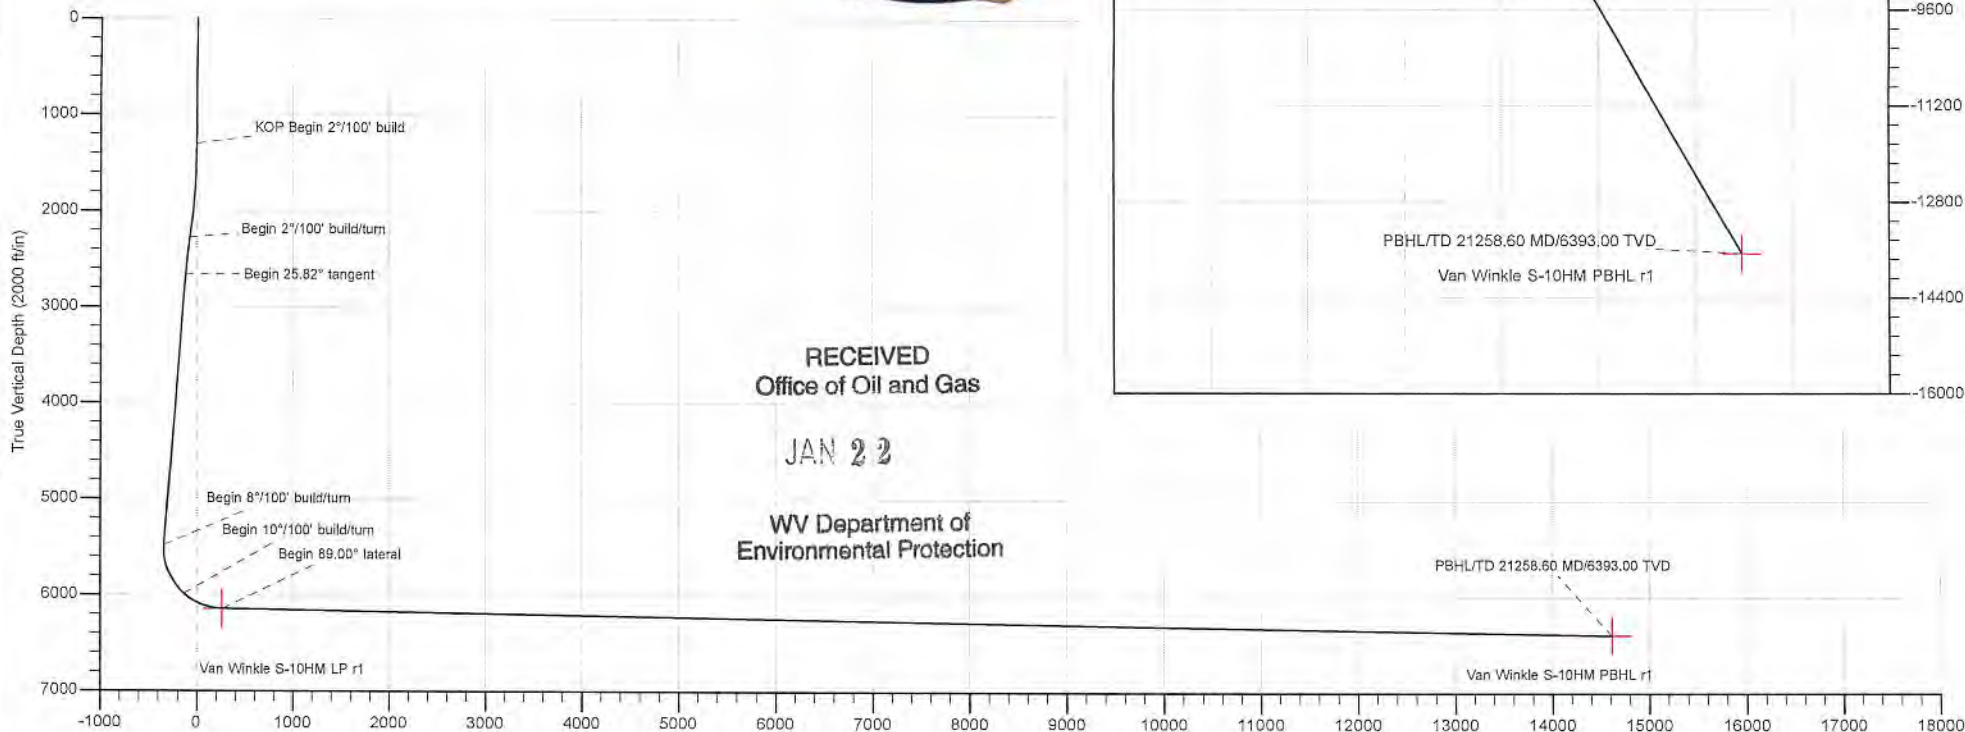 0
1000
2000
3000
4000
5000
6000
7000
True Vertical Depth (2000 ft/in)
KOP Begin 2°/100' build
Begin 2°/100' build/turn
Begin 25.82° tangent
Begin 8°/100' build/turn
Begin 10°/100' build/turn
Begin 89.00° lateral
Van Winkle S-10HM LP r1
RECEIVED
Office of Oil and Gas
JAN 22
WV Department of
Environmental Protection
-9600
-11200
-12800
-14400
-16000
PBHL/TD 21258.60 MD/6393.00 TVD
Van Winkle S-10HM PBHL r1
PBHL/TD 21258.60 MD/6393.00 TVD
Van Winkle S-10HM PBHL r1
-1000 0 1000 2000 3000 4000 5000 6000 7000 8000 9000 10000 11000 12000 13000 14000 15000 16000 17000 18000